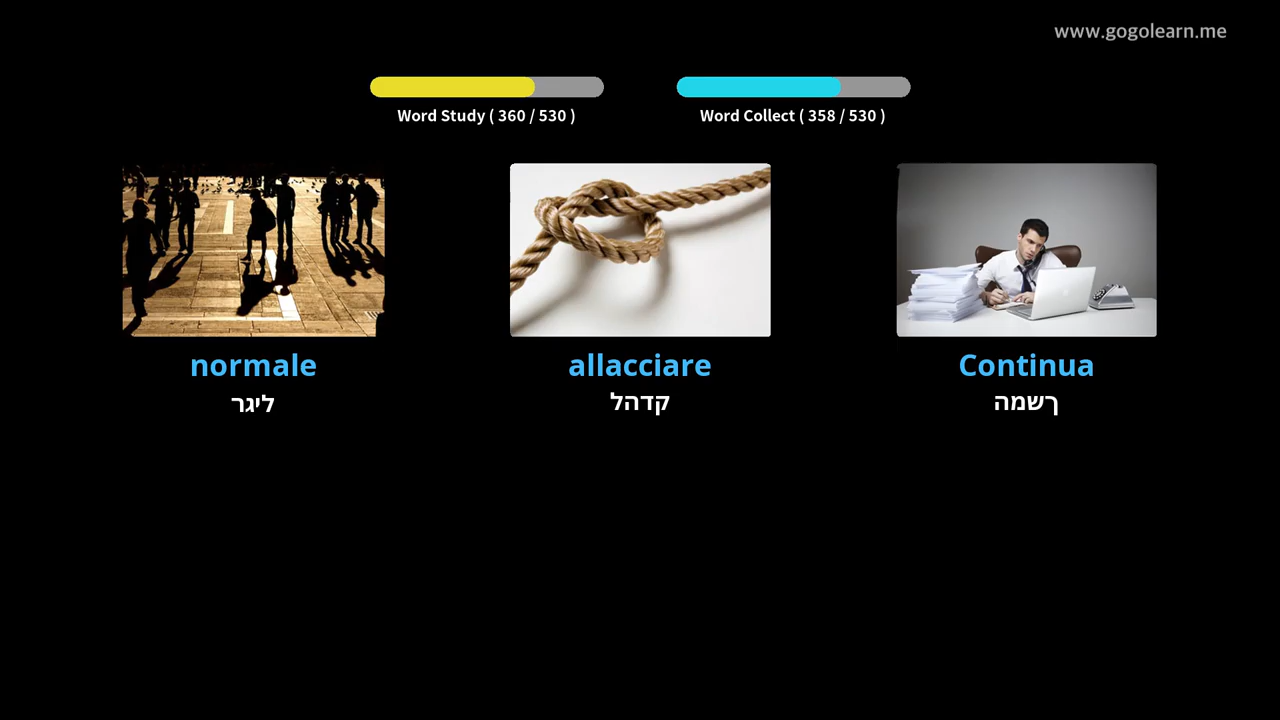 www.gogolearn.me
Word Study ( 360 / 530 )
Word Collect ( 358 / 530 )
normale
ליגר
allacciare
קדהל
Continua
ךשמה